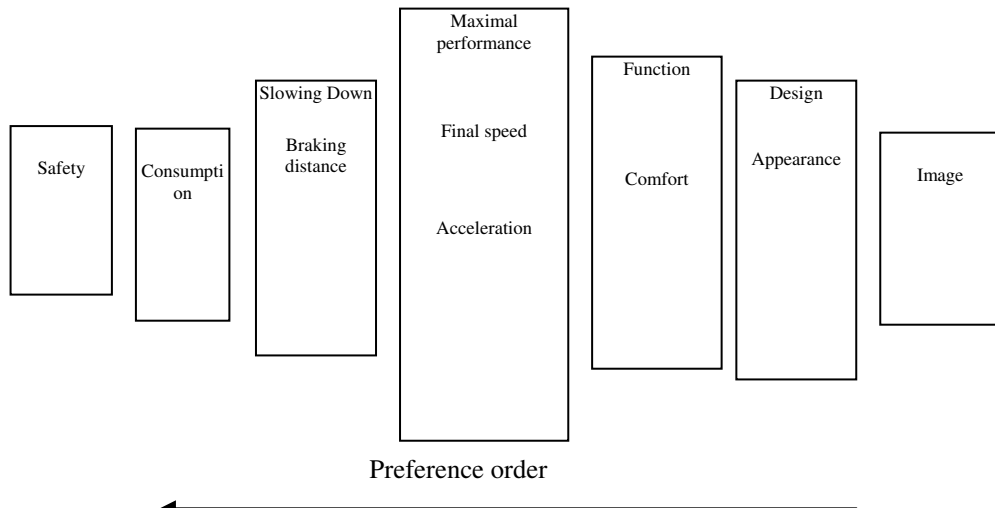 Safety
Consumpti
on
Slowing Down
Braking
distance
Maximal
performance
Final speed
Acceleration
Function
Comfort
Design
Appearance
Image
Preference order